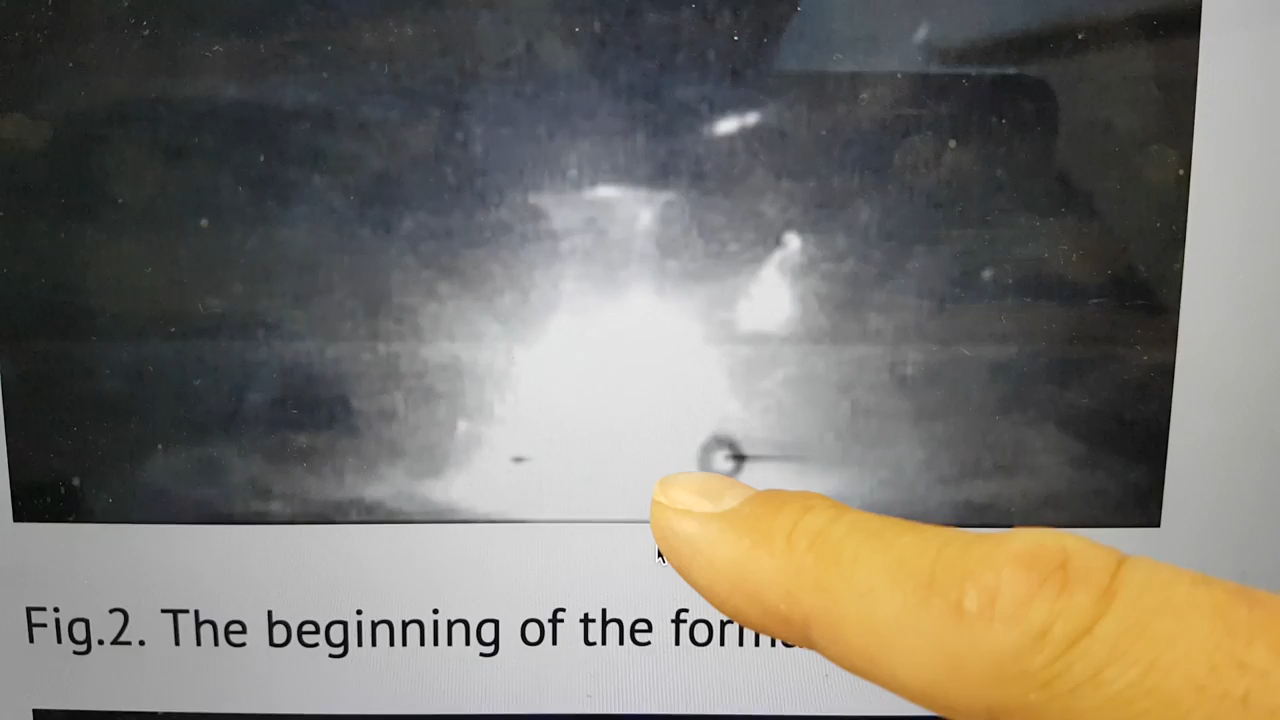 Fig.2. The beginning of the